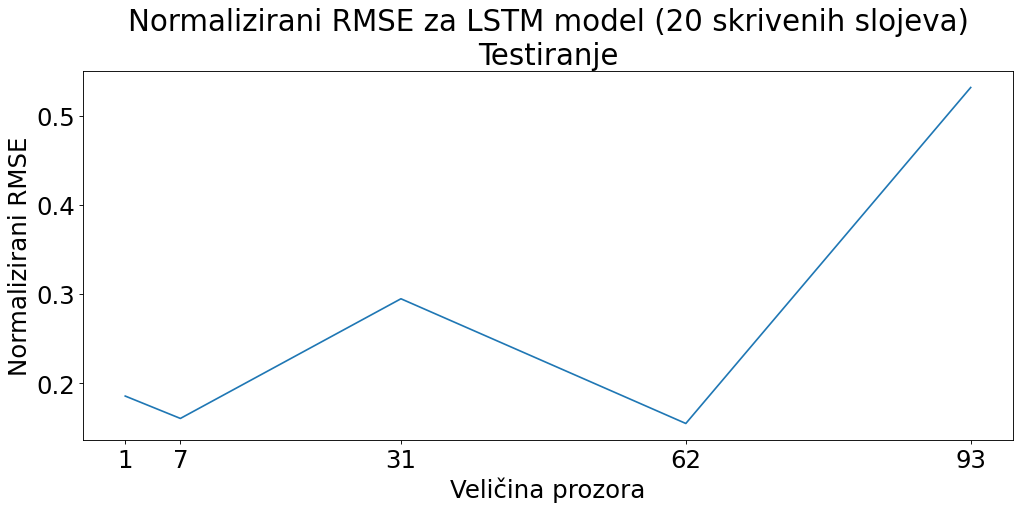 Normalizirani RMSE za LSTM model (20 skrivenih slojeva)
Testiranje
Normalizirani RMSE
0.5
0.4
0.3
0.2
1 7 31 62 93
Veličina prozora